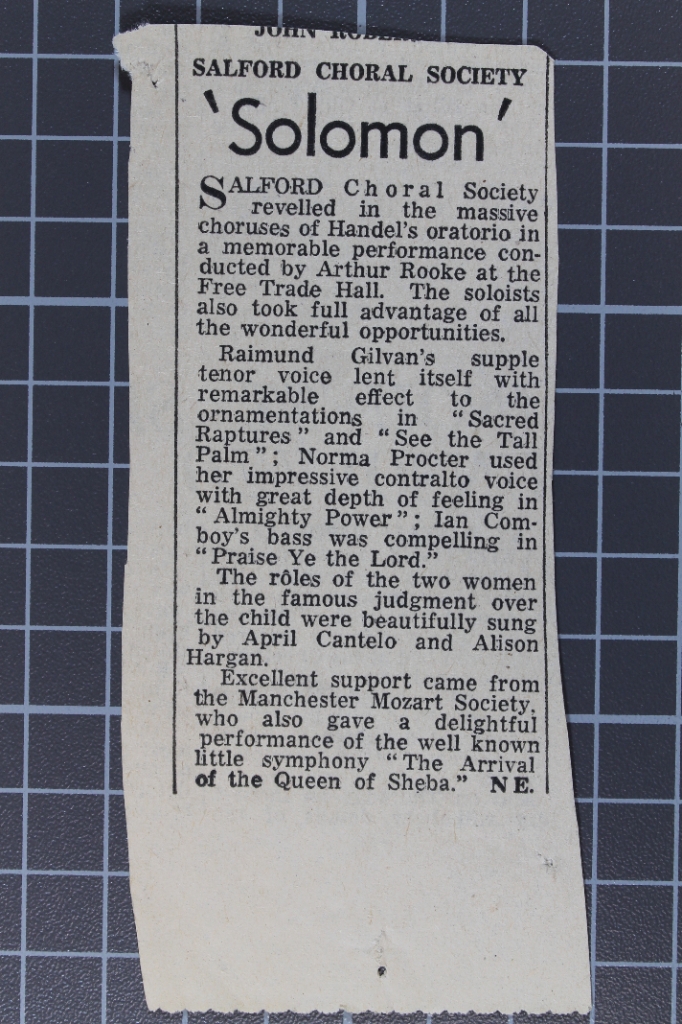 JOHN
SALFORD CHORAL SOCIETY
'Solomon'
SALFORD Choral Society
revelled in the massive
choruses of Handel's oratorio in
a memorable performance con-
ducted by Arthur Rooke at the
Free Trade Hall. The soloists
also took full advantage of all
the wonderful opportunities.
Raimund Gilvan's supple
tenor voice lent itself with
remarkable effect to the
ornamentations in "Sacred
Raptures" and "See the Tall
Palm"; Norma Procter used
her impressive contralto voice
with great depth of feeling in
"Almighty Power"; Ian Com-
boy's bass was compelling in
"Praise Ye the Lord."
The rôles of the two women
in the famous judgment over
the child were beautifully sung
by April Cantelo and Alison
Hargan.
Excellent support came from
the Manchester Mozart Society,
who also gave a delightful
performance of the well known
little symphony "The Arrival
of the Queen of Sheba." N E.